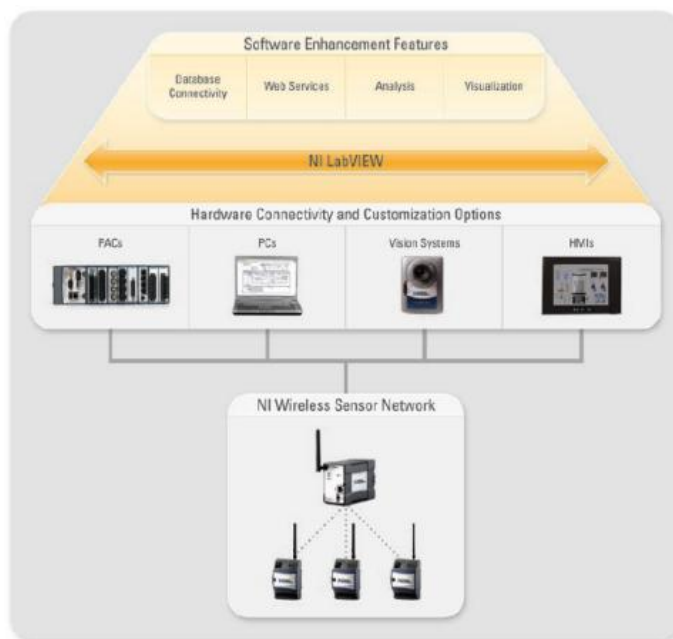 Software Enhancement Features
Database
Connectivity
Web Services
Analysis
Visualization
NI LabVIEW
Hardware Connectivity and Customization Options
PACs
PCs
Vision Systems
HMIs
NI Wireless Sensor Network